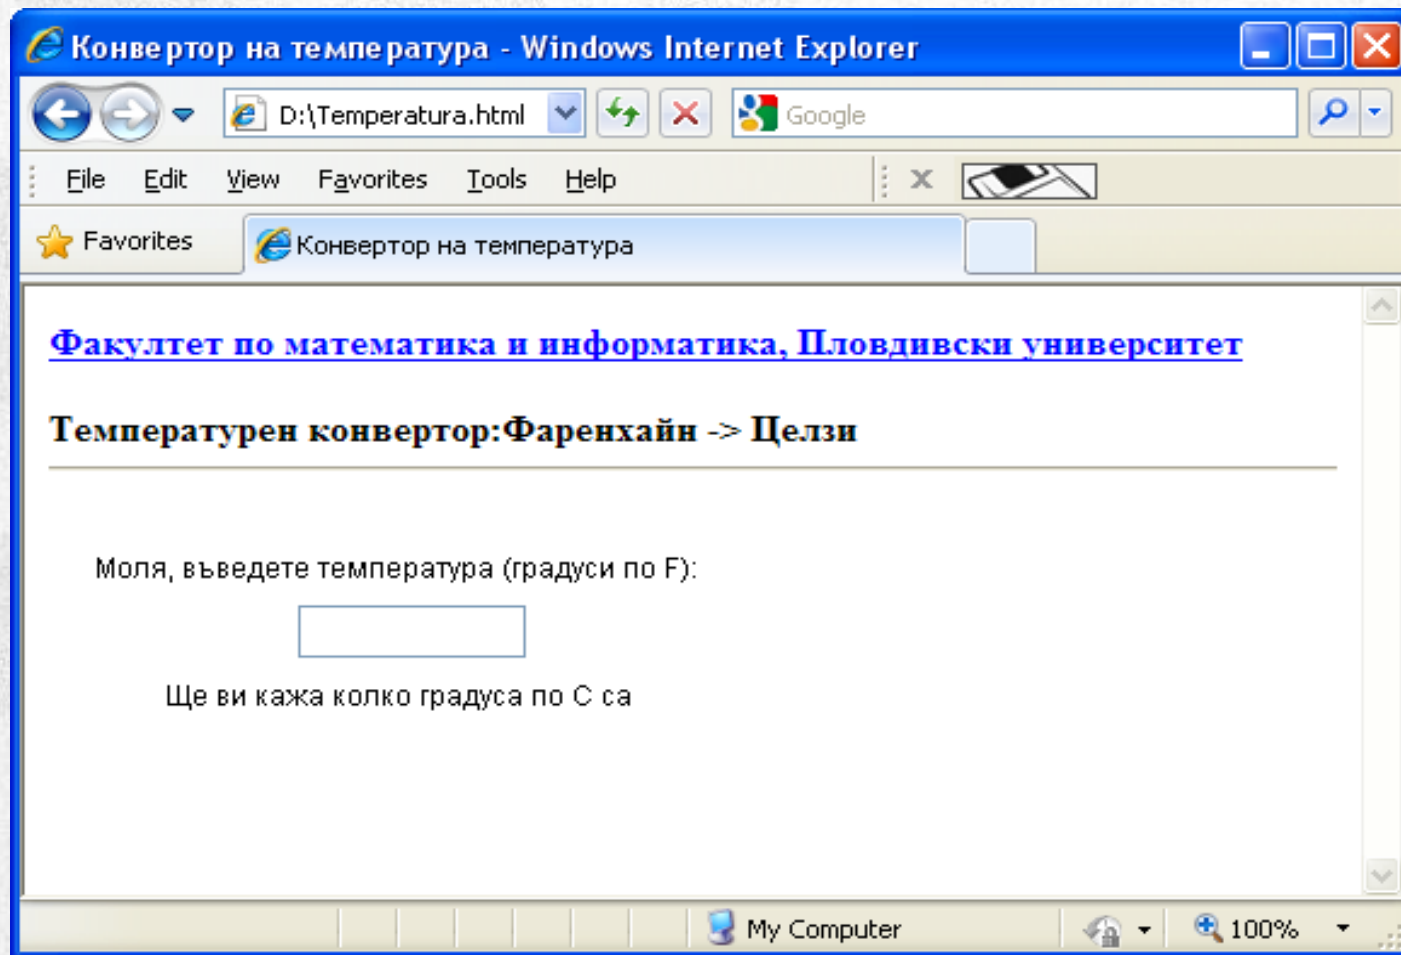 Конвертор на температура - Windows Internet Explorer
D:\Temperatura.html
Google
File Edit View Favorites Tools Help
X
Favorites
Конвертор на температура
Факултет по математика и информатика, Пловдивски университет
Температурен конвертор:Фаренхайн -> Целзи
Моля, въведете температура (градуси по F):
Ще ви кажа колко градуса по C са
My Computer
100%